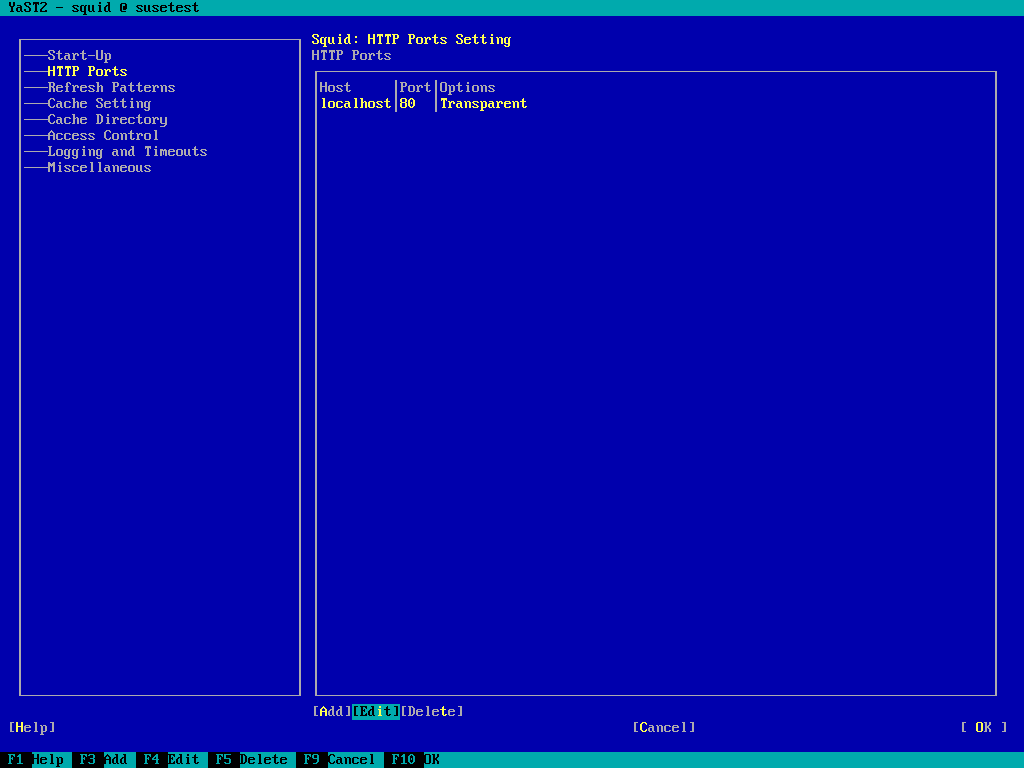 YaST2 - squid @ susetest
Squid: HTTP Ports Setting
HTTP Ports
Start-Up
HTTP Ports
Refresh Patterns
Cache Setting
Cache Directory
Access Control
Logging and Timeouts
Miscellaneous
Host |Port|Options
localhost|80 |Transparent
[Add][Edit][Delete]
[Help] [Cancel] [ OK ]
F1 Help F3 Add F4 Edit F5 Delete F9 Cancel F10 OK